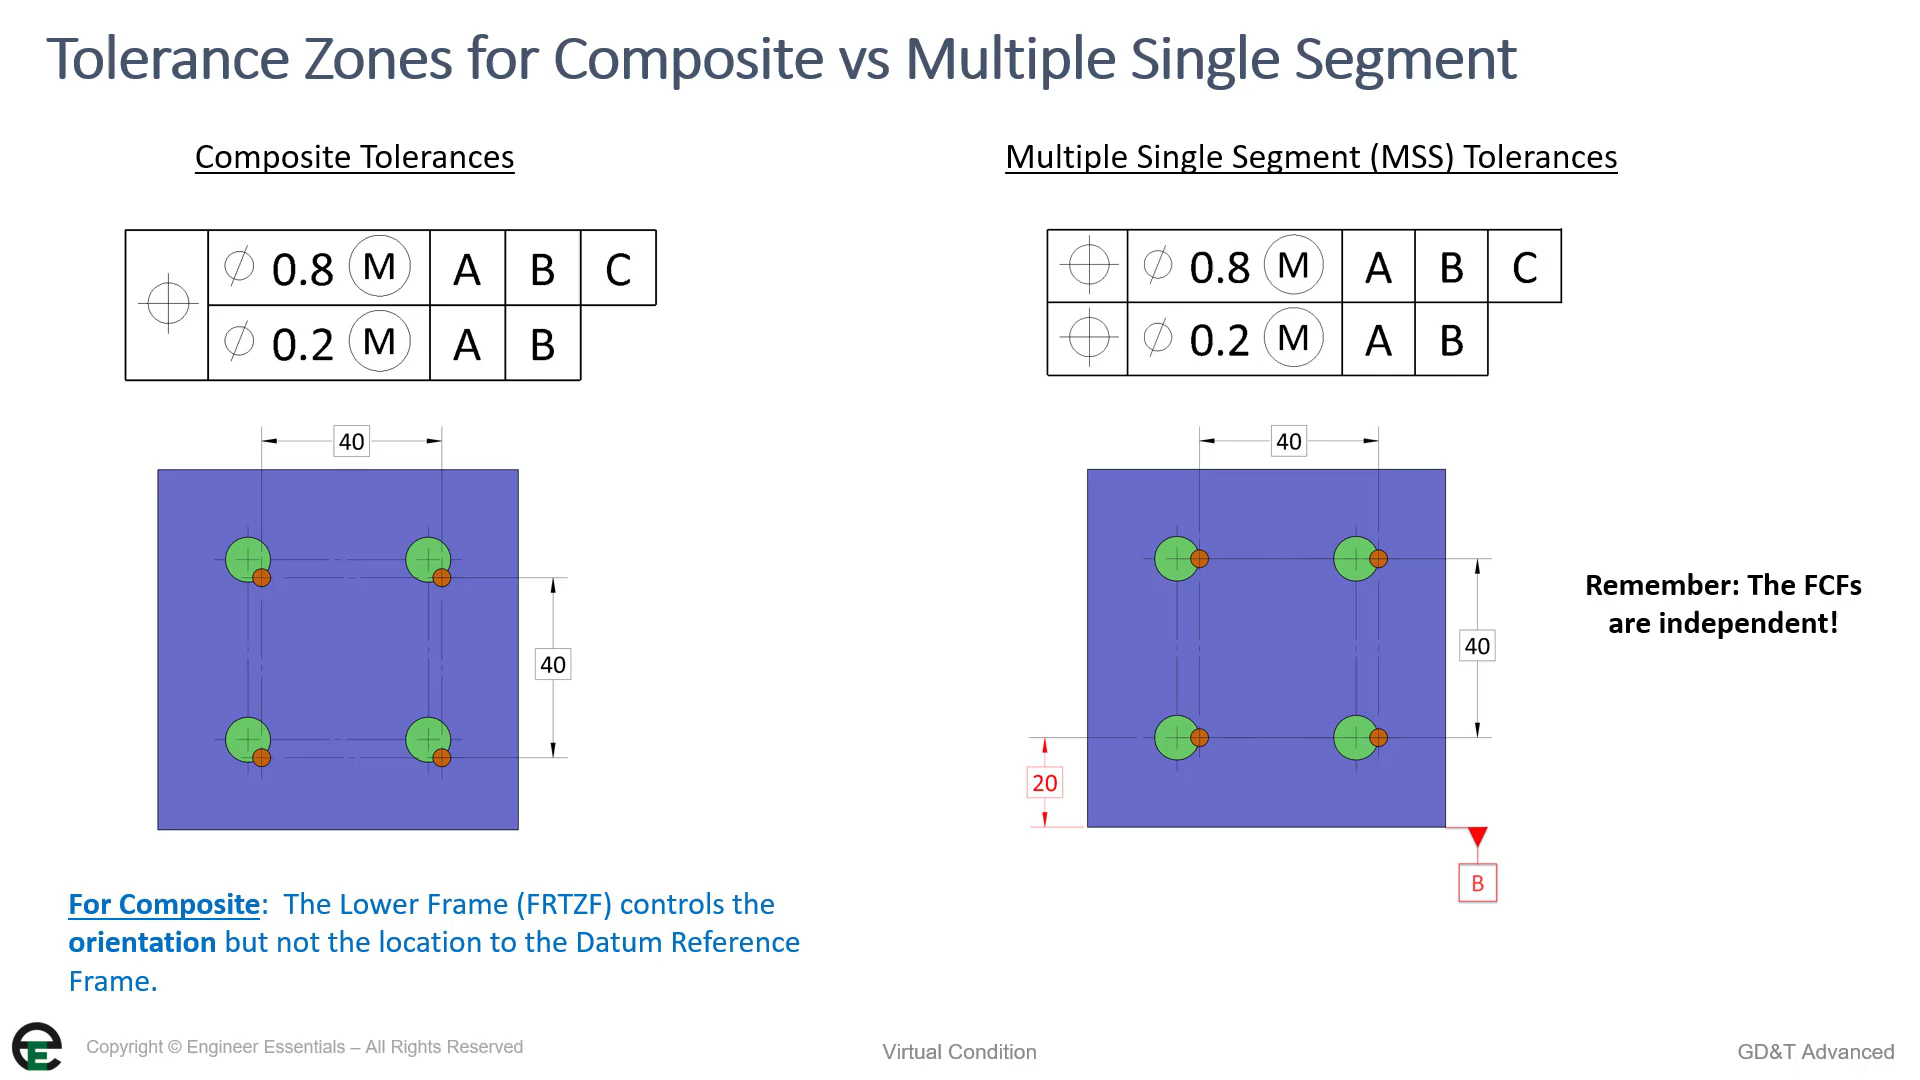 Tolerance Zones for Composite vs Multiple Single Segment
Composite Tolerances
⌀ 0.8 Ⓜ A B C
⌀ 0.2 Ⓜ A B
40
40
For Composite: The Lower Frame (FRTZF) controls the
orientation but not the location to the Datum Reference
Frame.
Multiple Single Segment (MSS) Tolerances
⌀ 0.8 Ⓜ A B C
⌀ 0.2 Ⓜ A B
40
40
20
B
Remember: The FCFs
are independent!
E
Copyright © Engineer Essentials – All Rights Reserved
Virtual Condition
GD&T Advanced